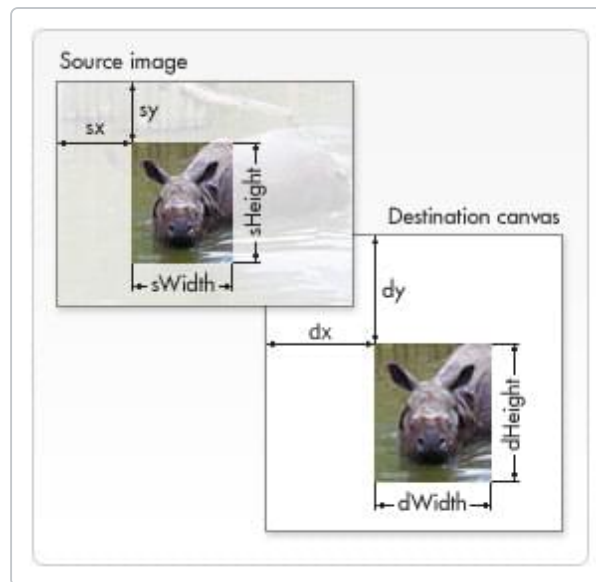 Source image
sy
sx
sHeight
sWidth
Destination canvas
dy
dx
dHeight
dWidth